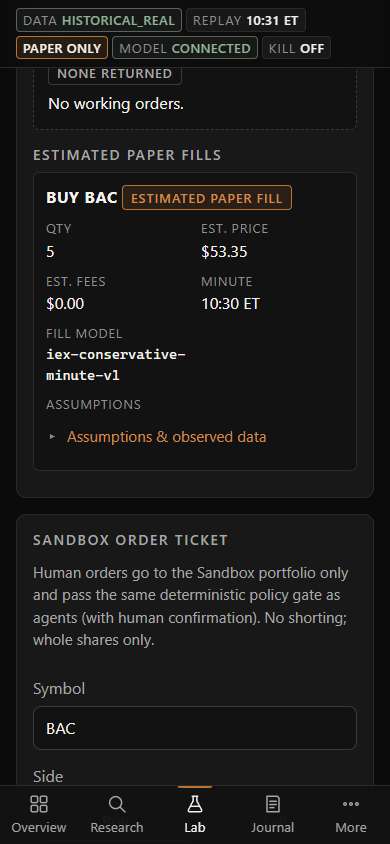 DATA HISTORICAL_REAL REPLAY 10:31 ET
PAPER ONLY MODEL CONNECTED KILL OFF
NONE RETURNED
No working orders.
ESTIMATED PAPER FILLS
BUY BAC ESTIMATED PAPER FILL
QTY EST. PRICE
5 $53.35
EST. FEES MINUTE
$0.00 10:30 ET
FILL MODEL
iex-conservative-
minute-v1
ASSUMPTIONS
▸ Assumptions & observed data
SANDBOX ORDER TICKET
Human orders go to the Sandbox portfolio only
and pass the same deterministic policy gate as
agents (with human confirmation). No shorting;
whole shares only.
Symbol
BAC
Side
Overview Research Lab Journal More